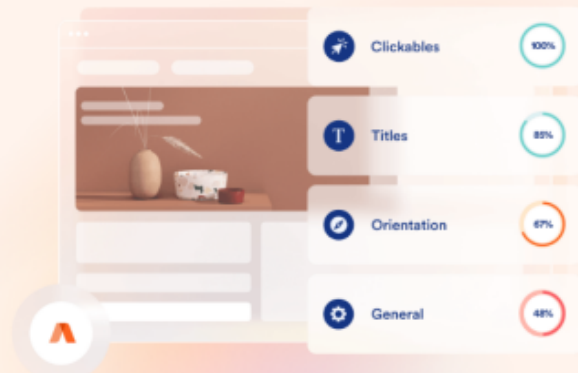 Clickables
100%
T
Titles
85%
Orientation
67%
General
48%